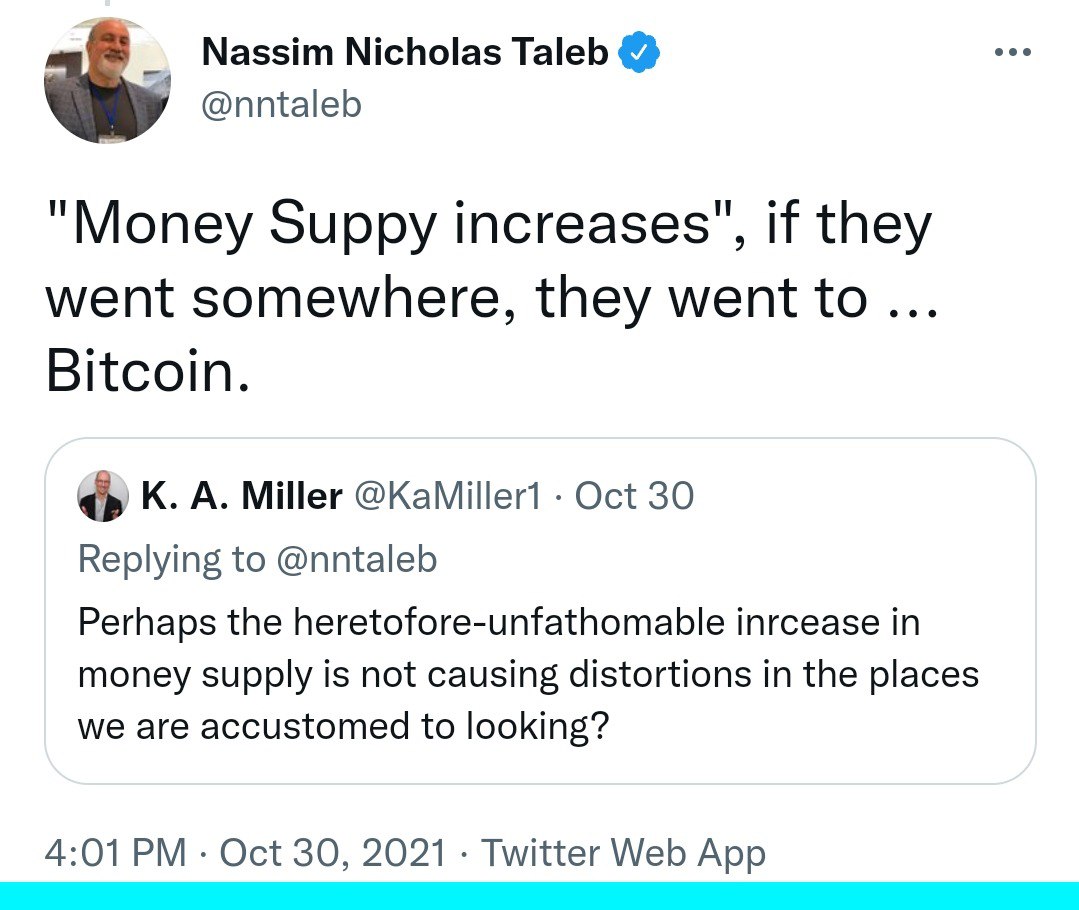 Nassim Nicholas Taleb
@nntaleb
"Money Suppy increases", if they
went somewhere, they went to ...
Bitcoin.
K. A. Miller @KaMiller1 · Oct 30
Replying to @nntaleb
Perhaps the heretofore-unfathomable inrcease in
money supply is not causing distortions in the places
we are accustomed to looking?
4:01 PM · Oct 30, 2021 · Twitter Web App